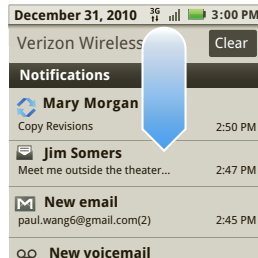 December 31, 2010 3G 3:00 PM
Verizon Wireless Clear
Notifications
Mary Morgan
Copy Revisions 2:50 PM
Jim Somers
Meet me outside the theater... 2:47 PM
New email
paul.wang6@gmail.com(2) 2:45 PM
New voicemail